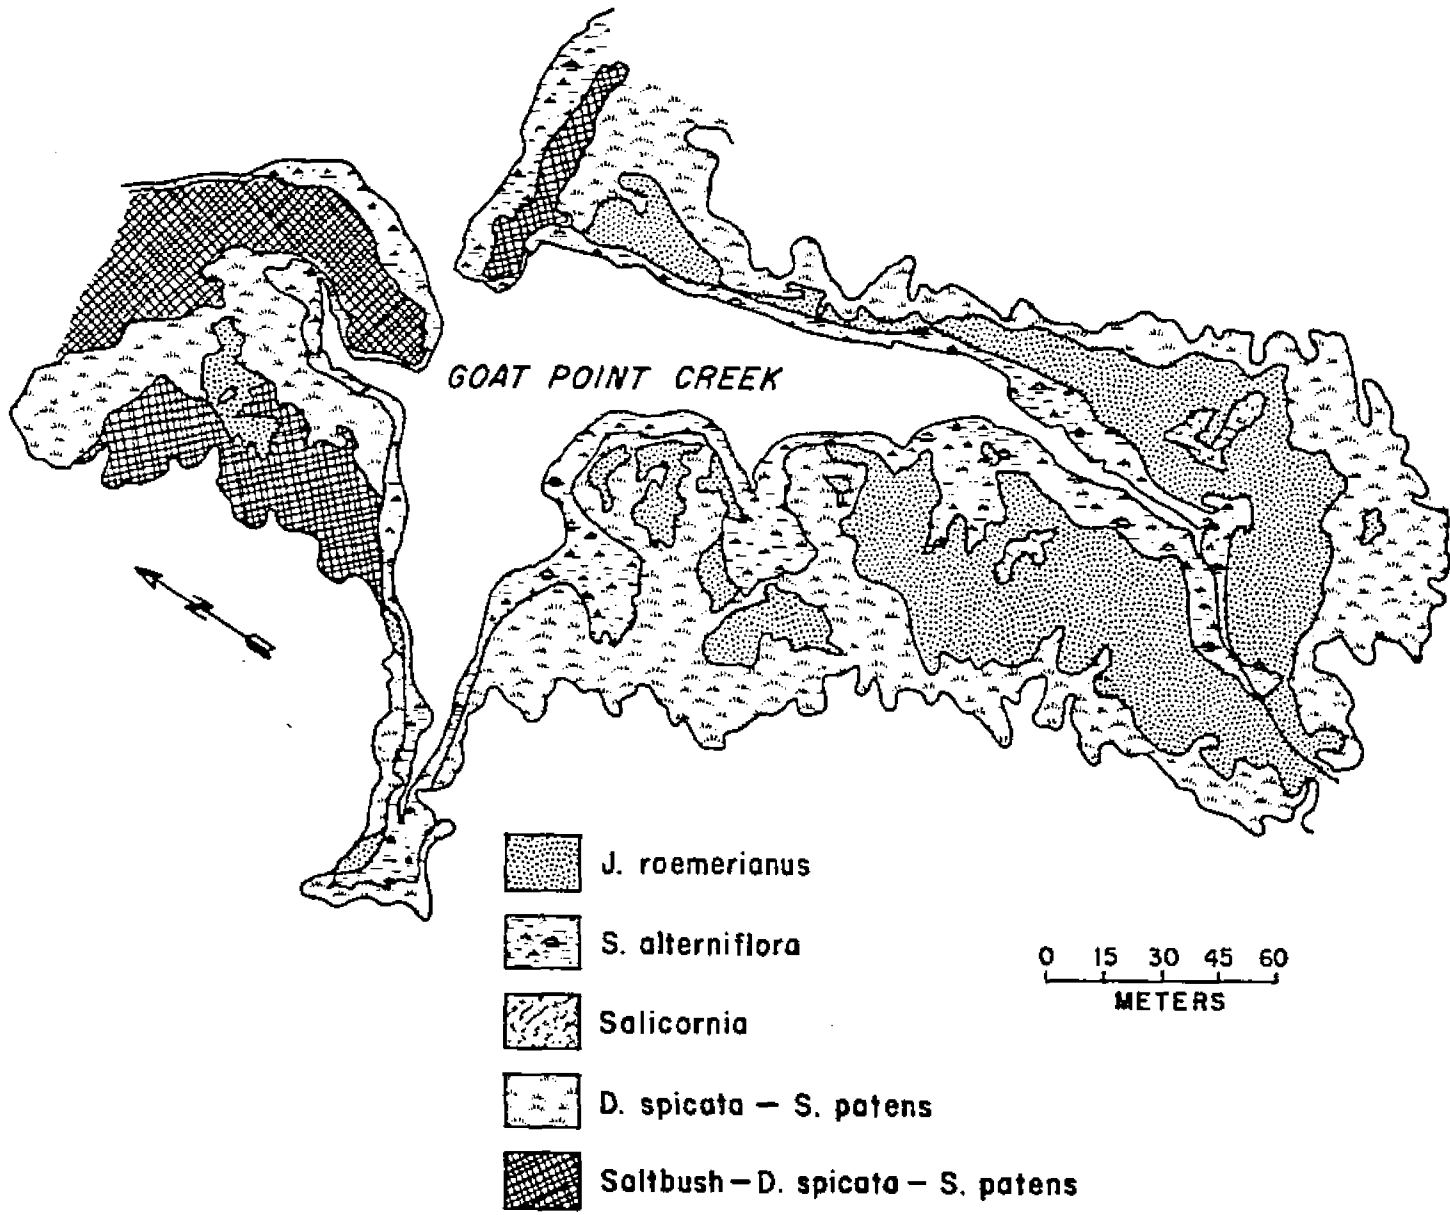 GOAT POINT CREEK
N
J. roemerianus
S. alterniflora
Salicornia
D. spicata — S. patens
Saltbush — D. spicata — S. patens
0 15 30 45 60
METERS